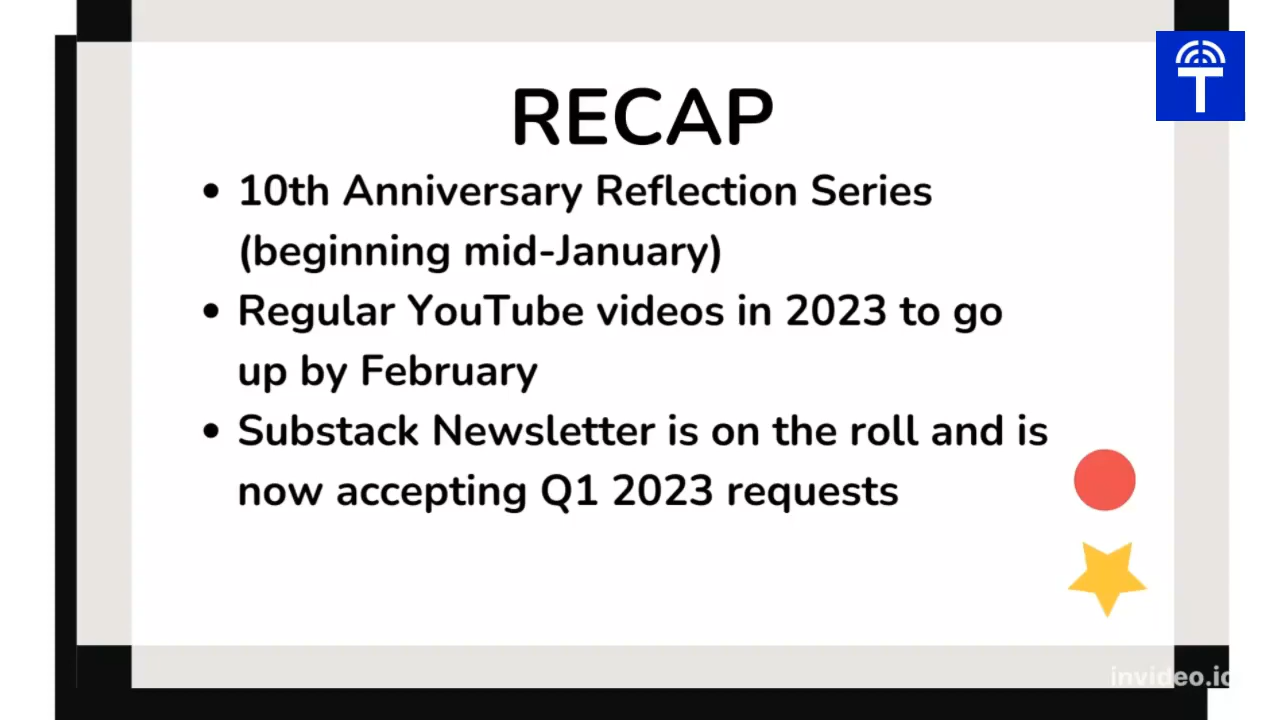 RECAP
• 10th Anniversary Reflection Series
(beginning mid-January)
• Regular YouTube videos in 2023 to go
up by February
• Substack Newsletter is on the roll and is
now accepting Q1 2023 requests
T
invideo.io